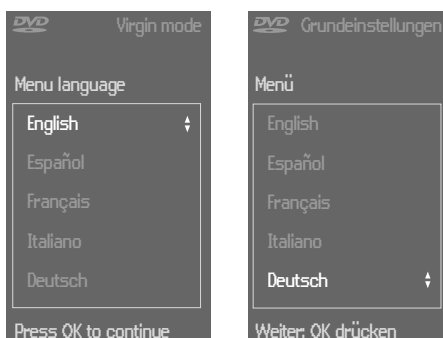 DVD Virgin mode
Menu language
English
Español
Français
Italiano
Deutsch
Press OK to continue
DVD Grundeinstellungen
Menü
English
Español
Français
Italiano
Deutsch
Weiter: OK drücken